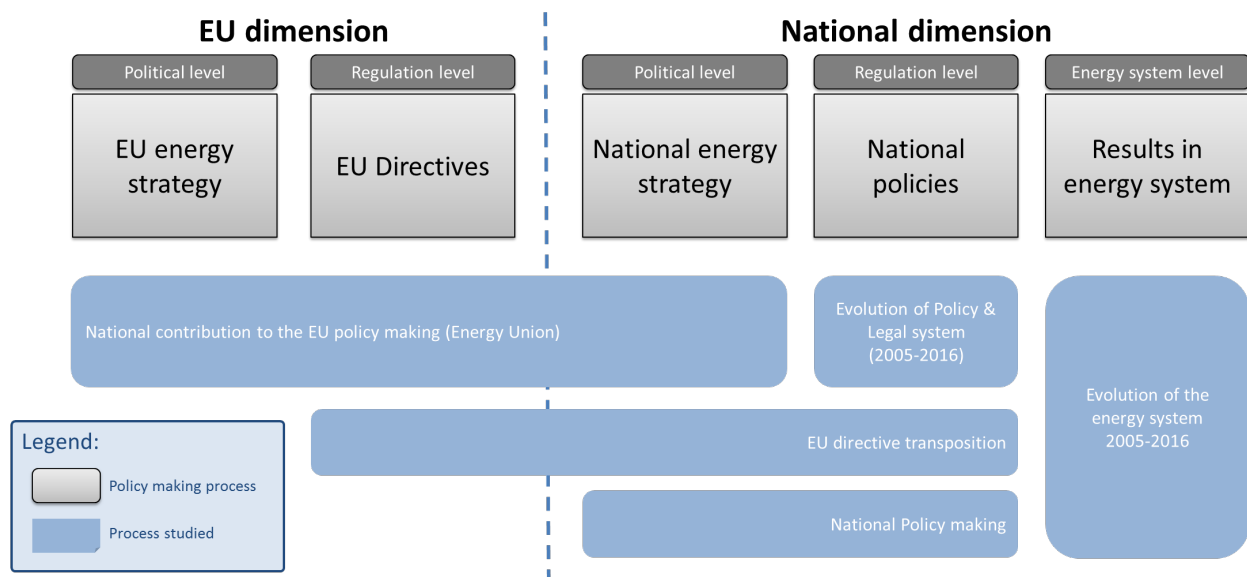 EU dimension
National dimension
Political level
Regulation level
Political level
Regulation level
Energy system level
EU energy
strategy
EU Directives
National energy
strategy
National
policies
Results in
energy system
National contribution to the EU policy making (Energy Union)
Evolution of Policy &
Legal system
(2005-2016)
Evolution of the
energy system
2005-2016
EU directive transposition
National Policy making
Legend:
Policy making process
Process studied